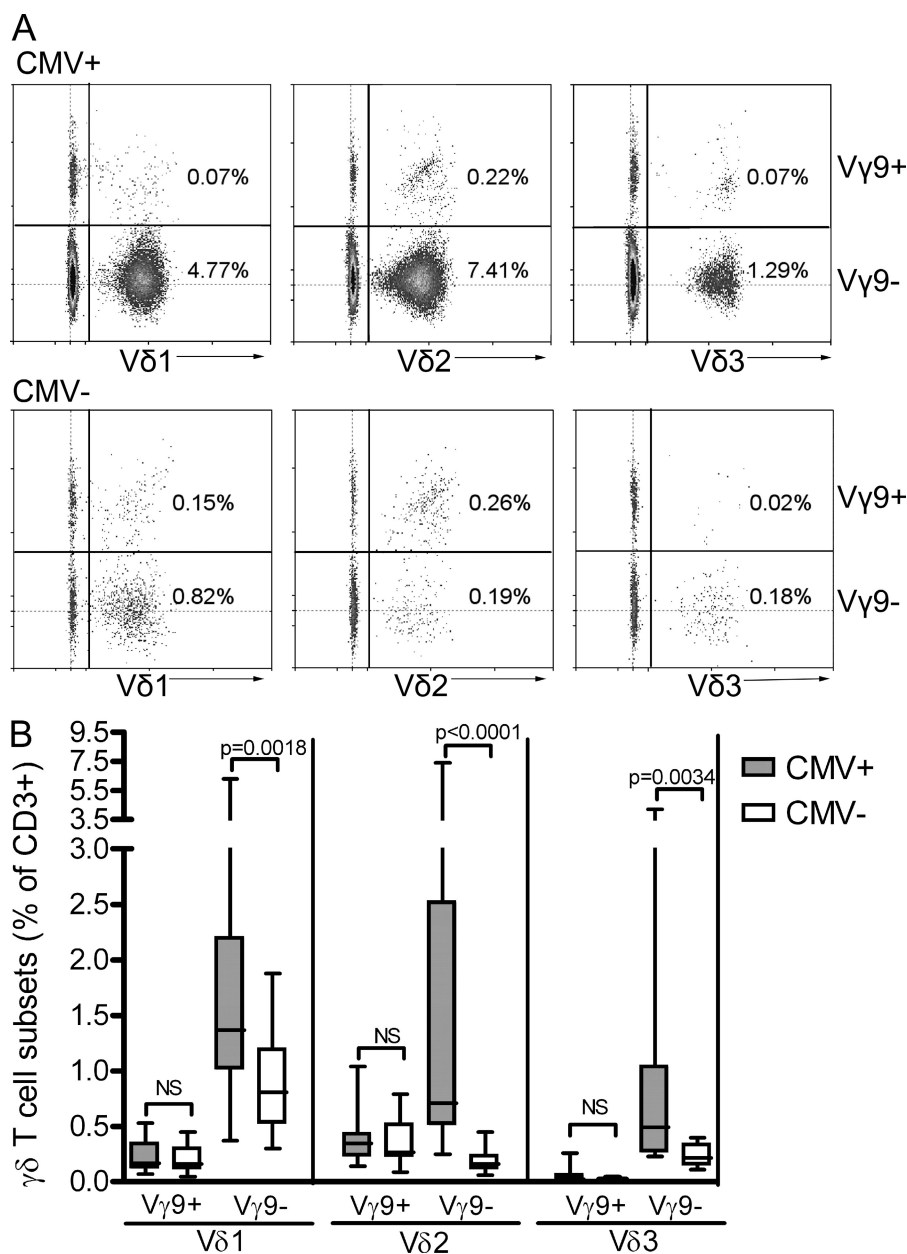 A
CMV+
0.07%
0.22%
0.07%
Vγ9+
4.77%
7.41%
1.29%
Vγ9-
Vδ1
Vδ2
Vδ3
CMV-
0.15%
0.26%
0.02%
Vγ9+
0.82%
0.19%
0.18%
Vγ9-
Vδ1
Vδ2
Vδ3
B
γδ T cell subsets (% of CD3+)
9.5
7.5
5.5
3.5
3.0
2.5
2.0
1.5
1.0
0.5
0.0
p=0.0018
p<0.0001
p=0.0034
NS
NS
NS
CMV+
CMV-
Vγ9+ Vγ9- Vγ9+ Vγ9- Vγ9+ Vγ9-
Vδ1 Vδ2 Vδ3